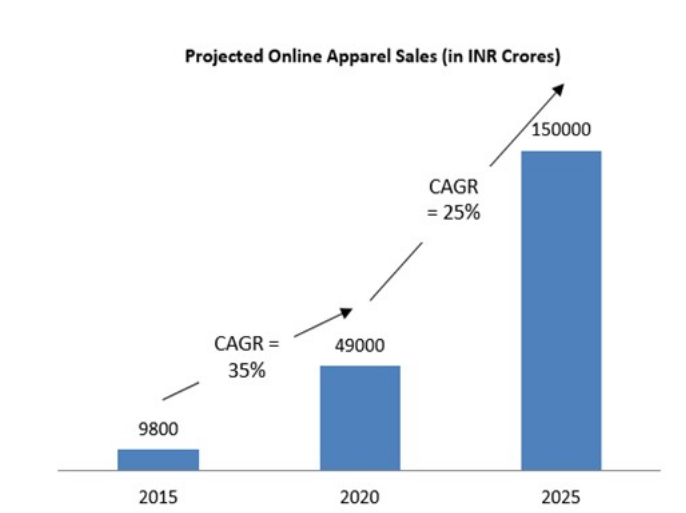 Projected Online Apparel Sales (in INR Crores)
150000
CAGR
= 25%
CAGR =
35%
49000
9800
2015
2020
2025